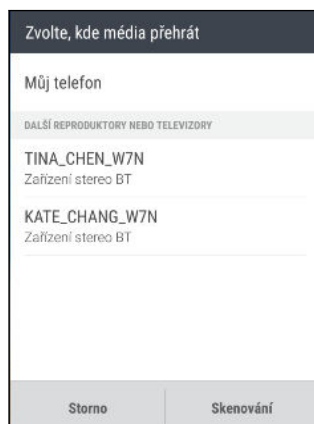 Zvolte, kde média přehrát
Můj telefon
DALŠÍ REPRODUKTORY NEBO TELEVIZORY
TINA_CHEN_W7N
Zařízení stereo BT
KATE_CHANG_W7N
Zařízení stereo BT
Storno
Skenování